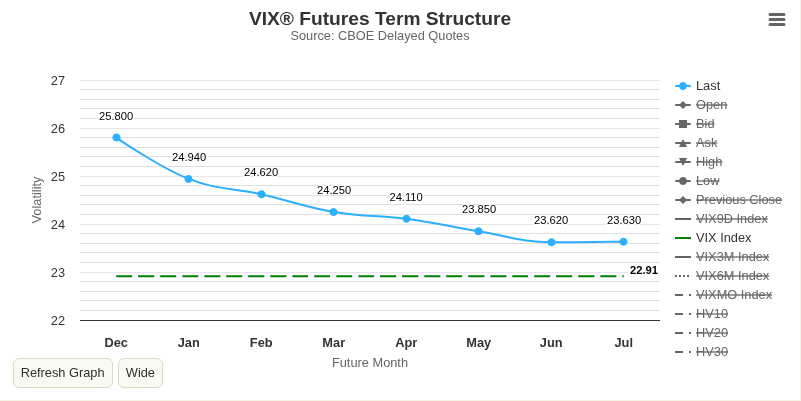 VIX® Futures Term Structure
Source: CBOE Delayed Quotes
Volatility
27
26
25
24
23
22
25.800
24.940
24.620
24.250
24.110
23.850
23.620
23.630
22.91
Dec
Jan
Feb
Mar
Apr
May
Jun
Jul
Future Month
Last
Open
Bid
Ask
High
Low
Previous Close
VIX9D Index
VIX Index
VIX3M Index
VIX6M Index
VIXMO Index
HV10
HV20
HV30
Refresh Graph
Wide